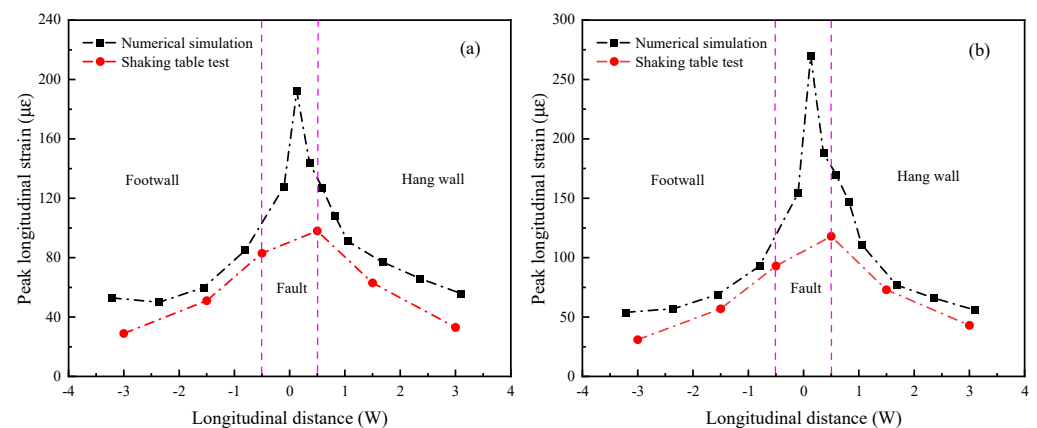 240
200
160
120
80
40
0
Peak longitudinal strain (με)
Numerical simulation
Shaking table test
(a)
Footwall
Hang wall
Fault
-4 -3 -2 -1 0 1 2 3 4
Longitudinal distance (W)
300
250
200
150
100
50
0
Peak longitudinal strain (με)
Numerical simulation
Shaking table test
(b)
Footwall
Hang wall
Fault
-4 -3 -2 -1 0 1 2 3 4
Longitudinal distance (W)